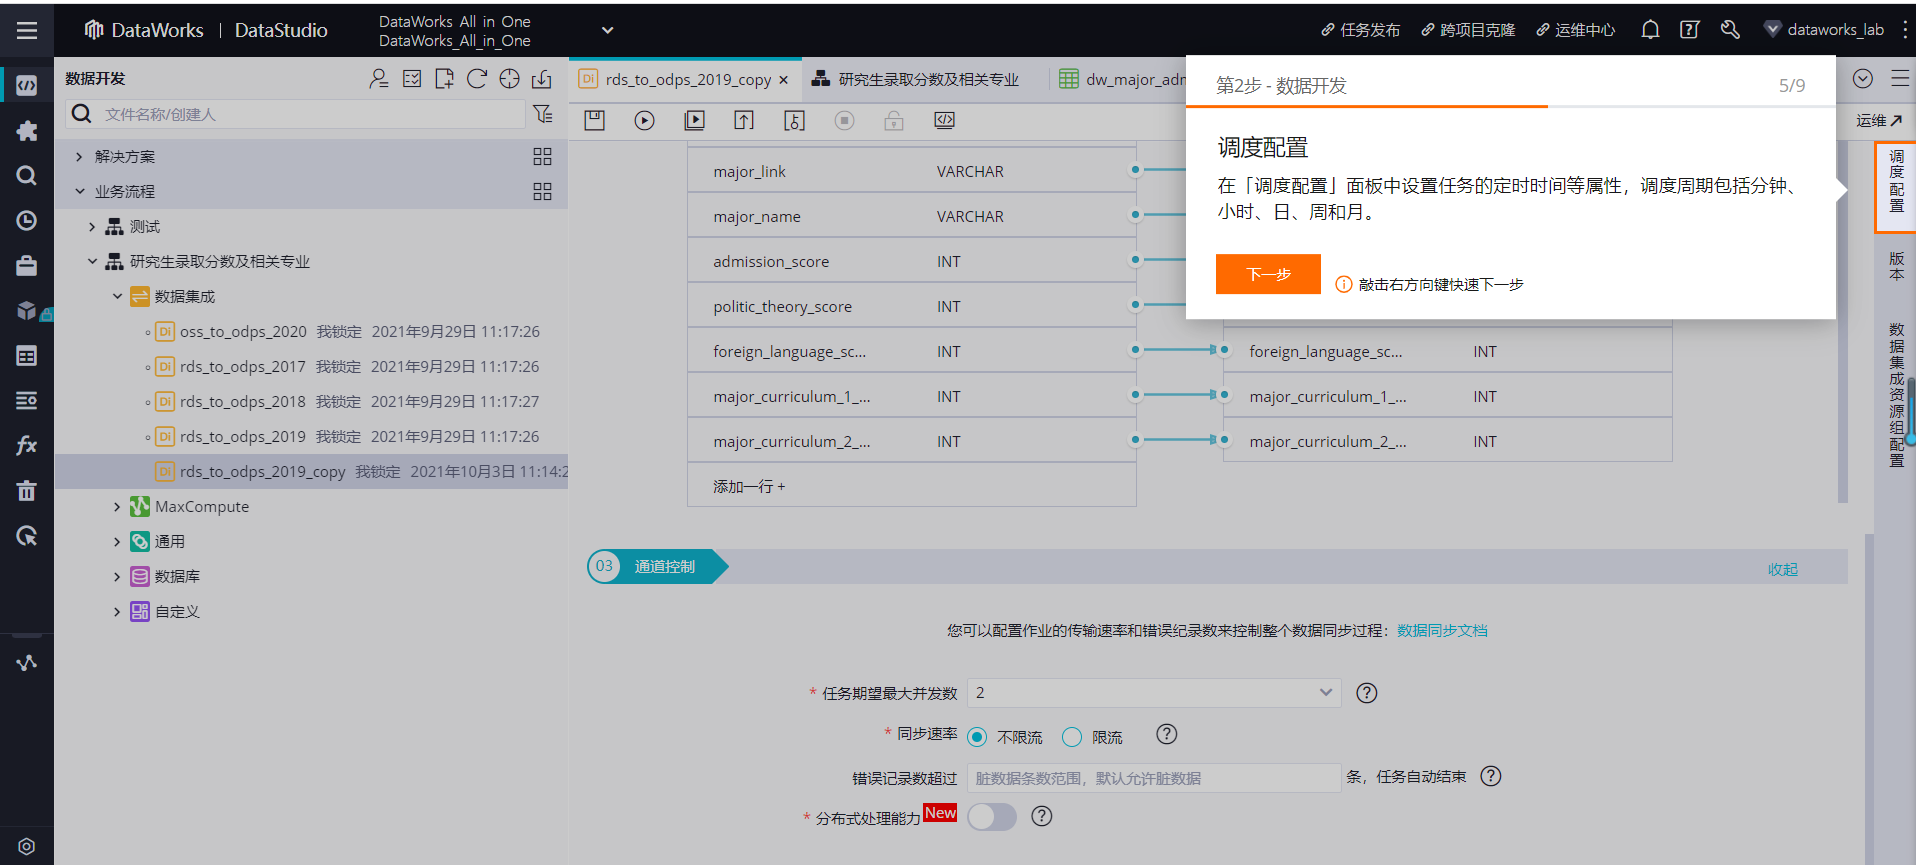 DataWorks | DataStudio
DataWorks All in One
DataWorks_All_in_One
任务发布
跨项目克隆
运维中心
dataworks_lab
数据开发
文件名称/创建人
解决方案
业务流程
测试
研究生录取分数及相关专业
数据集成
Di oss_to_odps_2020 我锁定 2021年9月29日 11:17:26
Di rds_to_odps_2017 我锁定 2021年9月29日 11:17:26
Di rds_to_odps_2018 我锁定 2021年9月29日 11:17:27
Di rds_to_odps_2019 我锁定 2021年9月29日 11:17:26
Di rds_to_odps_2019_copy 我锁定 2021年10月3日 11:14:2
MaxCompute
通用
数据库
自定义
Di rds_to_odps_2019_copy ×
研究生录取分数及相关专业
dw_major_adm
第2步 - 数据开发 5/9
调度配置
在「调度配置」面板中设置任务的定时时间等属性，调度周期包括分钟、
小时、日、周和月。
下一步
敲击右方向键快速下一步
运维
调度配置
版本
数据集成资源组配置
major_link VARCHAR
major_name VARCHAR
admission_score INT
politic_theory_score INT
foreign_language_sc... INT foreign_language_sc... INT
major_curriculum_1_... INT major_curriculum_1_... INT
major_curriculum_2_... INT major_curriculum_2_... INT
添加一行 +
03 通道控制
收起
您可以配置作业的传输速率和错误纪录数来控制整个数据同步过程：数据同步文档
* 任务期望最大并发数 2
* 同步速率 不限流 限流
错误记录数超过 脏数据条数范围，默认允许脏数据 条，任务自动结束
* 分布式处理能力 New